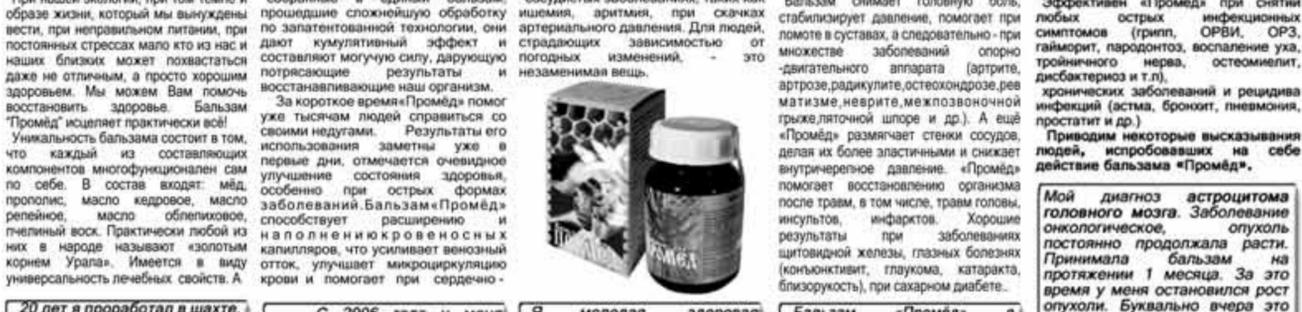 При нашей экологии, при том темпе и
образе жизни, который мы вынуждены
вести, при неправильном питании, при
постоянных стрессах мало кто из нас и
наших близких может похвастаться
даже не отличным, а просто хорошим
здоровьем. Мы можем Вам помочь
восстановить здоровье. Бальзам
"Промёд" исцеляет практически всё!
Уникальность бальзама состоит в том,
что каждый из составляющих
компонентов многофункционален сам
по себе. В состав входят: мёд,
прополис, масло кедровое, масло
репейное, масло облепиховое,
пчелиный воск. Практически любой из
них в народе называют «золотым
корнем Урала». Имеется в виду
универсальность лечебных свойств. А
20 лет я проработал в шахте.
собранные в единый бальзам,
прошедшие сложнейшую обработку
по запатентованной технологии, они
дают кумулятивный эффект и
составляют могучую силу, дарующую
потрясающие результаты и
восстанавливающие наш организм.
За короткое время«Промёд» помог
уже тысячам людей справиться со
своими недугами. Результаты его
использования заметны уже в
первые дни, отмечается очевидное
улучшение состояния здоровья,
особенно при острых формах
заболеваний.Бальзам«Промёд»
способствует расширению и
наполнениюкровеносных
капилляров, что усиливает венозный
отток, улучшает микроциркуляцию
крови и помогает при сердечно -
С 2006 года у меня
сосудистых заболеваниях, таких как
ишемия, аритмия, при скачках
артериального давления. Для людей,
страдающих зависимостью от
погодных изменений, - это
незаменимая вещь.
Я молодая здоровая
Бальзам снимает головную боль,
стабилизирует давление, помогает при
ломоте в суставах, а следовательно - при
множестве заболеваний опорно
-двигательного аппарата (артрите,
артрозе,радикулите,остеохондрозе,рев
матизме,неврите,межпозвоночной
грыже,пяточной шпоре и др.). А ещё
«Промёд» размягчает стенки сосудов,
делая их более эластичными и снижает
внутричерепное давление. «Промёд»
помогает восстановлению организма
после травм, в том числе, травм головы,
инсультов, инфарктов. Хорошие
результаты при заболеваниях
щитовидной железы, глазных болезнях
(конъюнктивит, глаукома, катаракта,
близорукость), при сахарном диабете..
Бальзам «Промёд» я
Эффективен «Промёд» при снятии
любых острых инфекционных
симптомов (грипп, ОРВИ, ОРЗ,
гайморит, пародонтоз, воспаление уха,
тройничного нерва, остеомиелит,
дисбактериоз и т.п),
хронических заболеваний и рецидива
инфекций (астма, бронхит, пневмония,
простатит и др.)
Приводим некоторые высказывания
людей, испробовавших на себе
действие бальзама «Промёд».
Мой диагноз астроцитома
головного мозга. Заболевание
онкологическое, опухоль
постоянно продолжала расти.
Принимала бальзам на
протяжении 1 месяца. За это
время у меня остановился рост
опухоли. Буквально вчера это